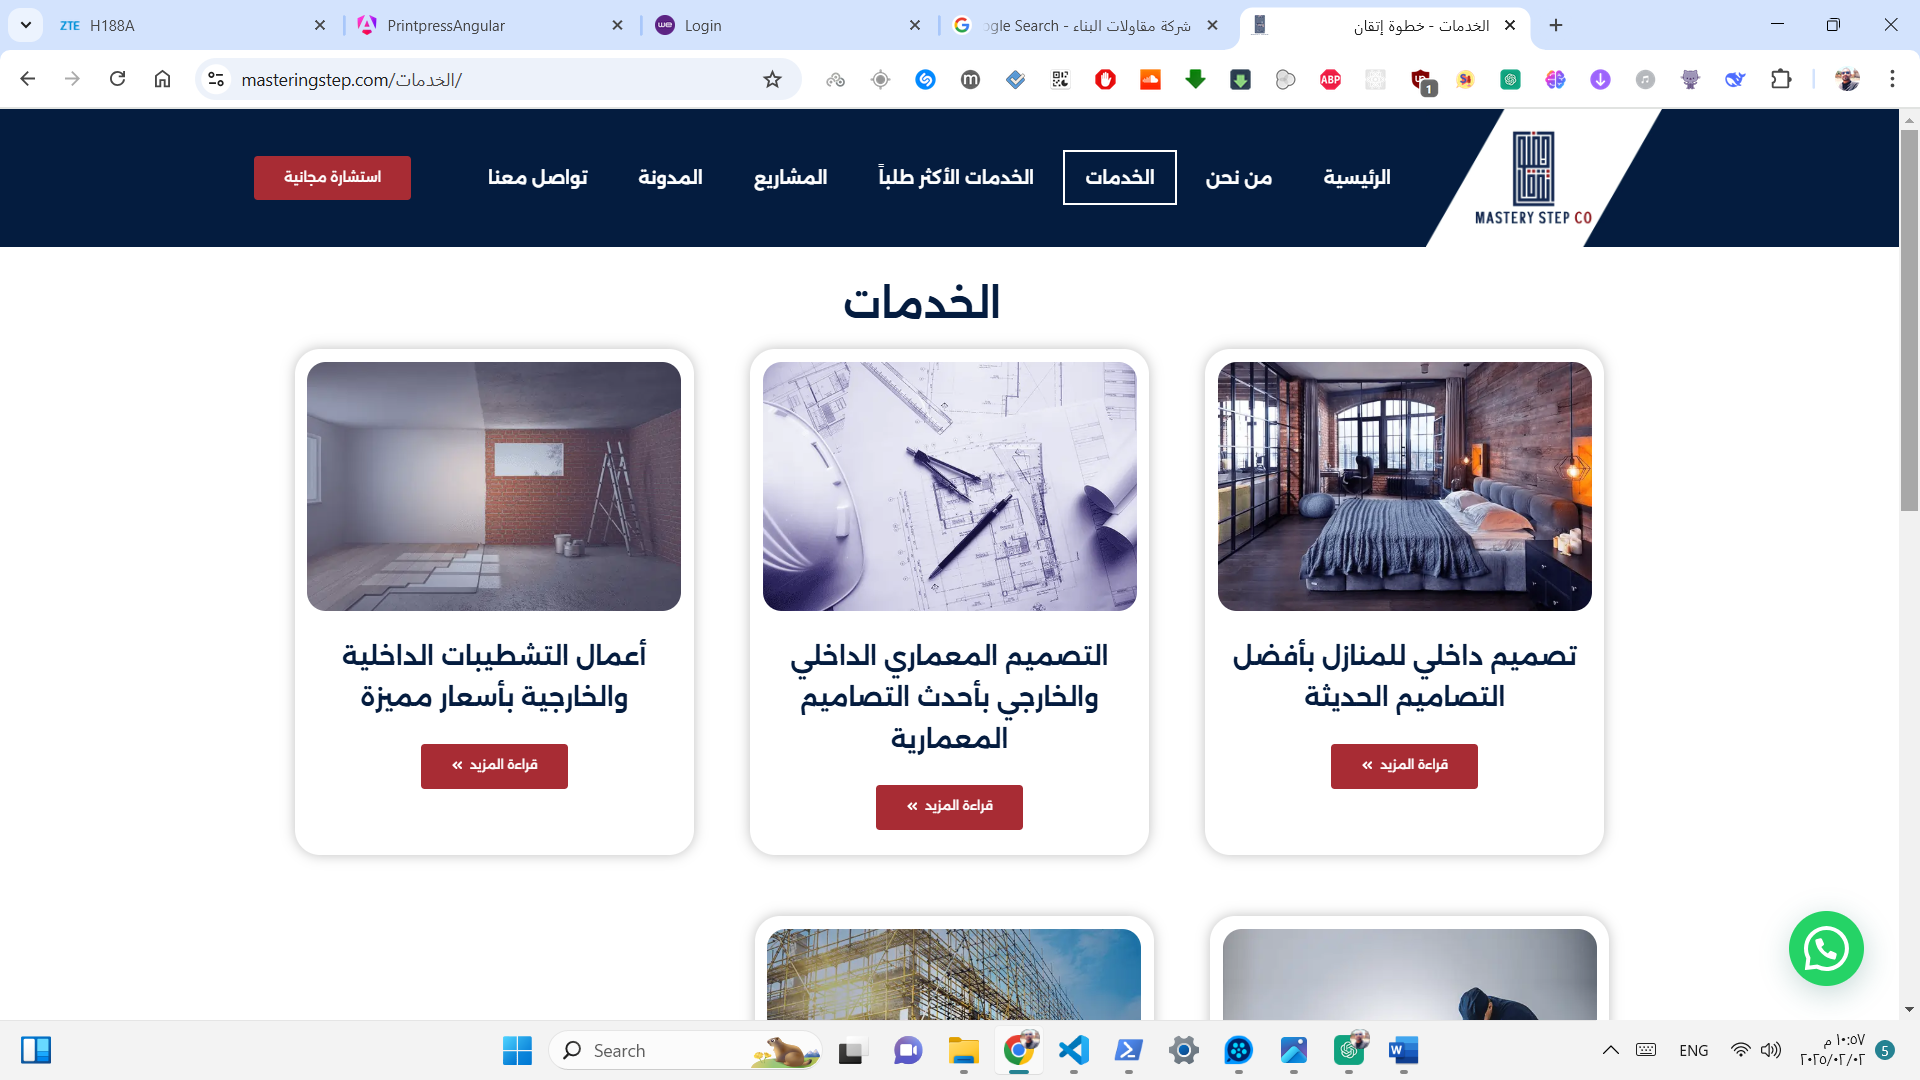 H188A
PrintpressAngular
Login
شركة مقاولات البناء - Google Search
الخدمات - خطوة إتقان
masteringstep.com/الخدمات/
1
الرئيسية
من نحن
الخدمات
الخدمات الأكثر طلباً
المشاريع
المدونة
تواصل معنا
استشارة مجانية
MASTERY STEP CO
الخدمات
تصميم داخلي للمنازل بأفضل
التصاميم الحديثة
قراءة المزيد »
التصميم المعماري الداخلي
والخارجي بأحدث التصاميم
المعمارية
قراءة المزيد »
أعمال التشطيبات الداخلية
والخارجية بأسعار مميزة
قراءة المزيد »
Search
ENG
١٠:٥٧ م
٢٠٢٥/٠٢/٠٢
5